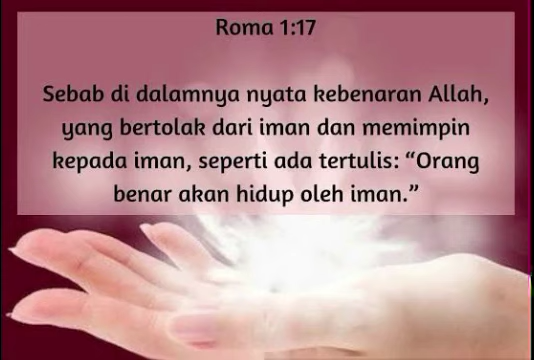 Roma 1:17
Sebab di dalamnya nyata kebenaran Allah,
yang bertolak dari iman dan memimpin
kepada iman, seperti ada tertulis: “Orang
benar akan hidup oleh iman.”